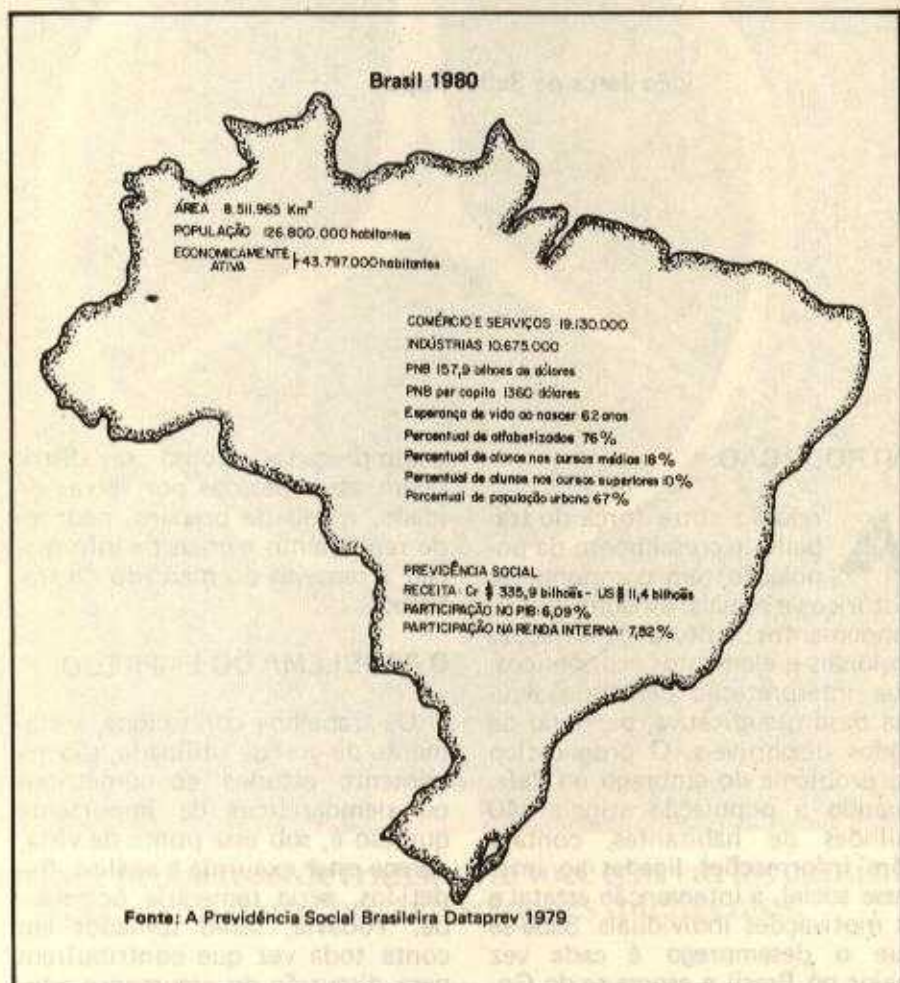 Brasil 1980
ÁREA 8.511.965 Km²
POPULAÇÃO 126.800.000 habitantes
ECONOMICAMENTE
ATIVA } 43.797.000 habitantes
COMÉRCIO E SERVIÇOS 19.130.000
INDÚSTRIAS 10.675.000
PNB 157,9 bilhoes de dólares
PNB per capita 1360 dólares
Esperança de vida ao nascer 62 anos
Percentual de alfabetizados 76%
Percentual de alunos nos cursos médios 18%
Percentual de alunos nos cursos superiores 10%
Percentual de população urbana 67%
PREVIDÊNCIA SOCIAL
RECEITA: Cr $ 335,9 bilhoẽs - US $ 11,4 bilhoẽs
PARTICIPAÇÃO NO PIB: 6,09%
PARTICIPAÇÃO NA RENDA INTERNA: 7,52%
Fonte: A Previdência Social Brasileira Dataprev 1979